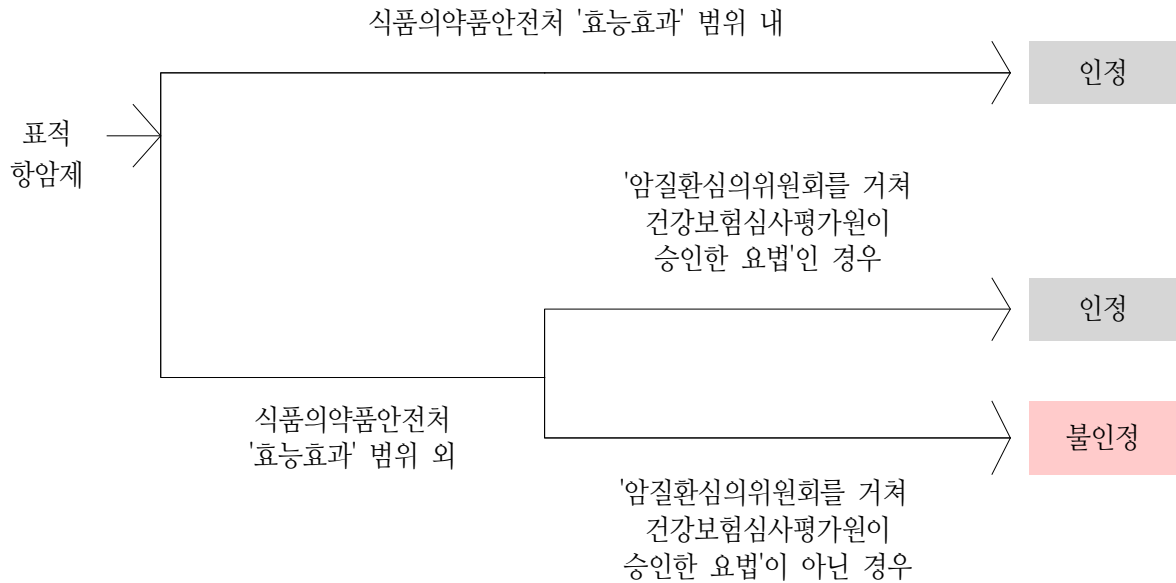 식품의약품안전처 '효능효과' 범위 내
인정
표적
항암제
'암질환심의위원회를 거쳐
건강보험심사평가원이
승인한 요법'인 경우
인정
식품의약품안전처
'효능효과' 범위 외
불인정
'암질환심의위원회를 거쳐
건강보험심사평가원이
승인한 요법'이 아닌 경우